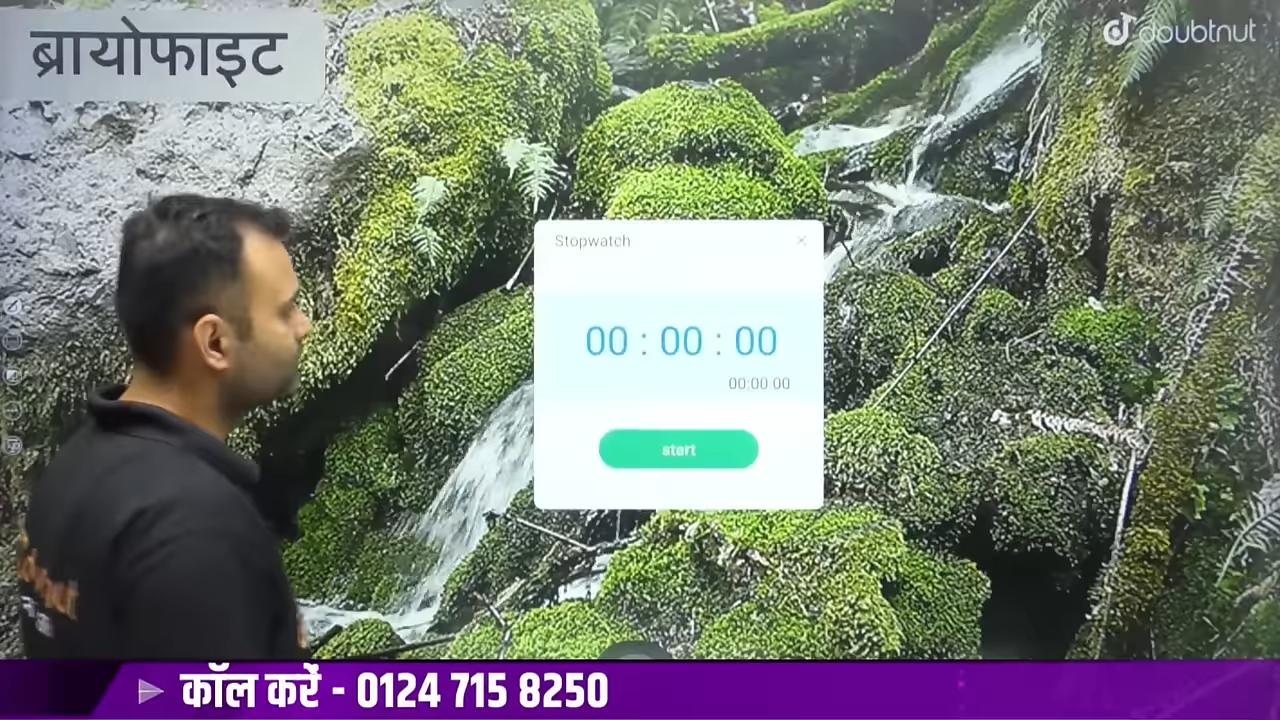 ब्रायोफाइट
doubtnut
Stopwatch
00 : 00 : 00
00:00 00
start
कॉल करें - 0124 715 8250